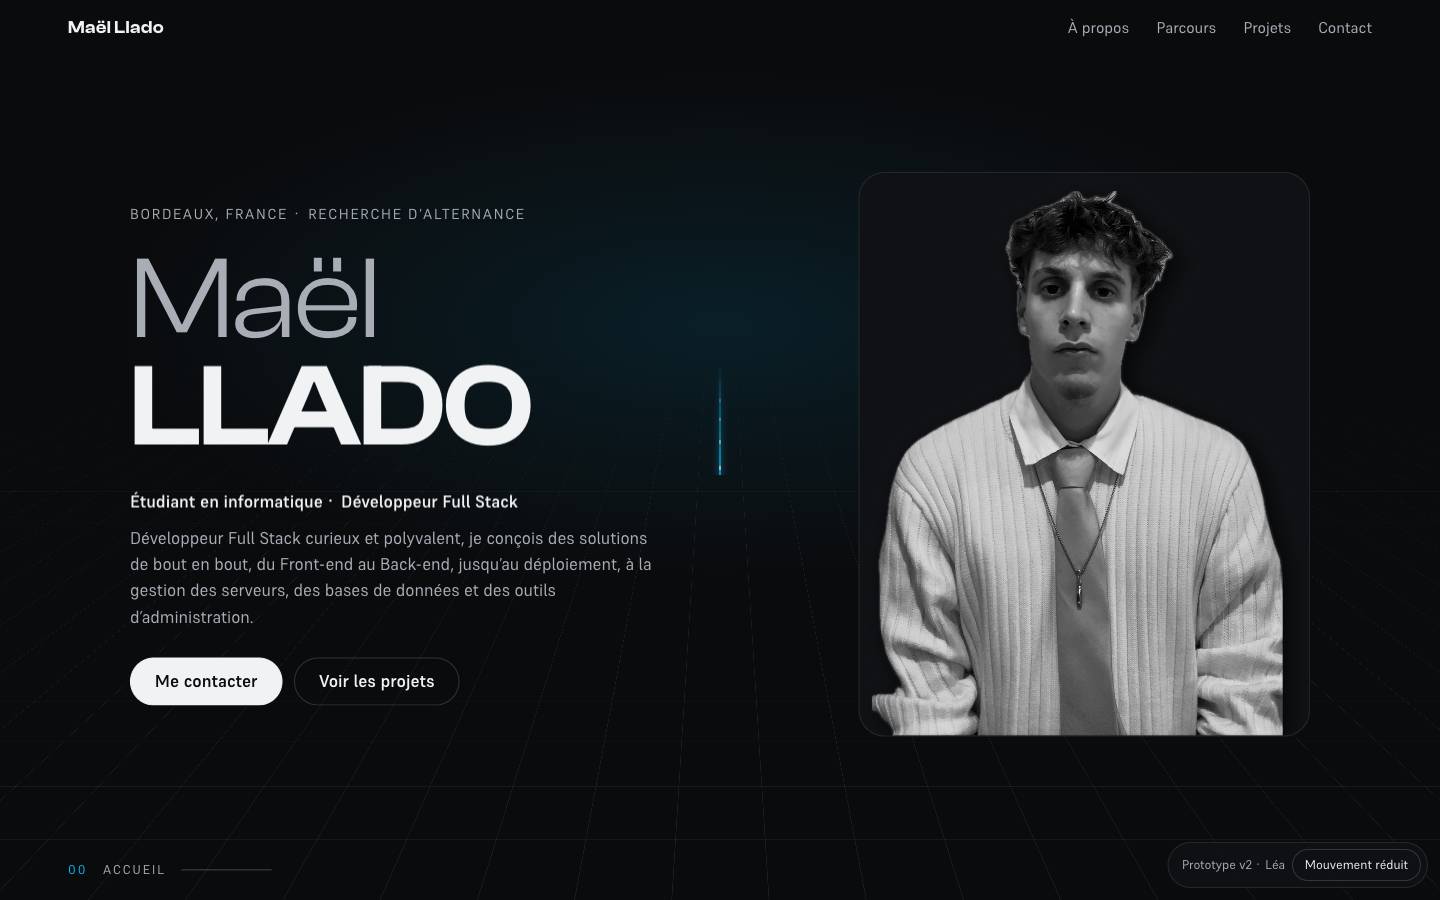 Maël Llado
À propos Parcours Projets Contact
BORDEAUX, FRANCE · RECHERCHE D’ALTERNANCE
Maël
LLADO
Étudiant en informatique · Développeur Full Stack
Développeur Full Stack curieux et polyvalent, je conçois des solutions
de bout en bout, du Front-end au Back-end, jusqu’au déploiement, à la
gestion des serveurs, des bases de données et des outils
d’administration.
Me contacter Voir les projets
00 ACCUEIL
Prototype v2 · Léa Mouvement réduit